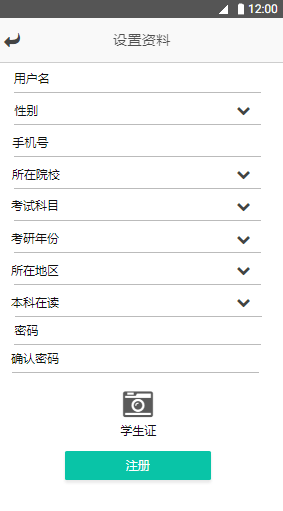 12:00
设置资料
用户名
性别
手机号
所在院校
考试科目
考研年份
所在地区
本科在读
密码
确认密码
学生证
注册